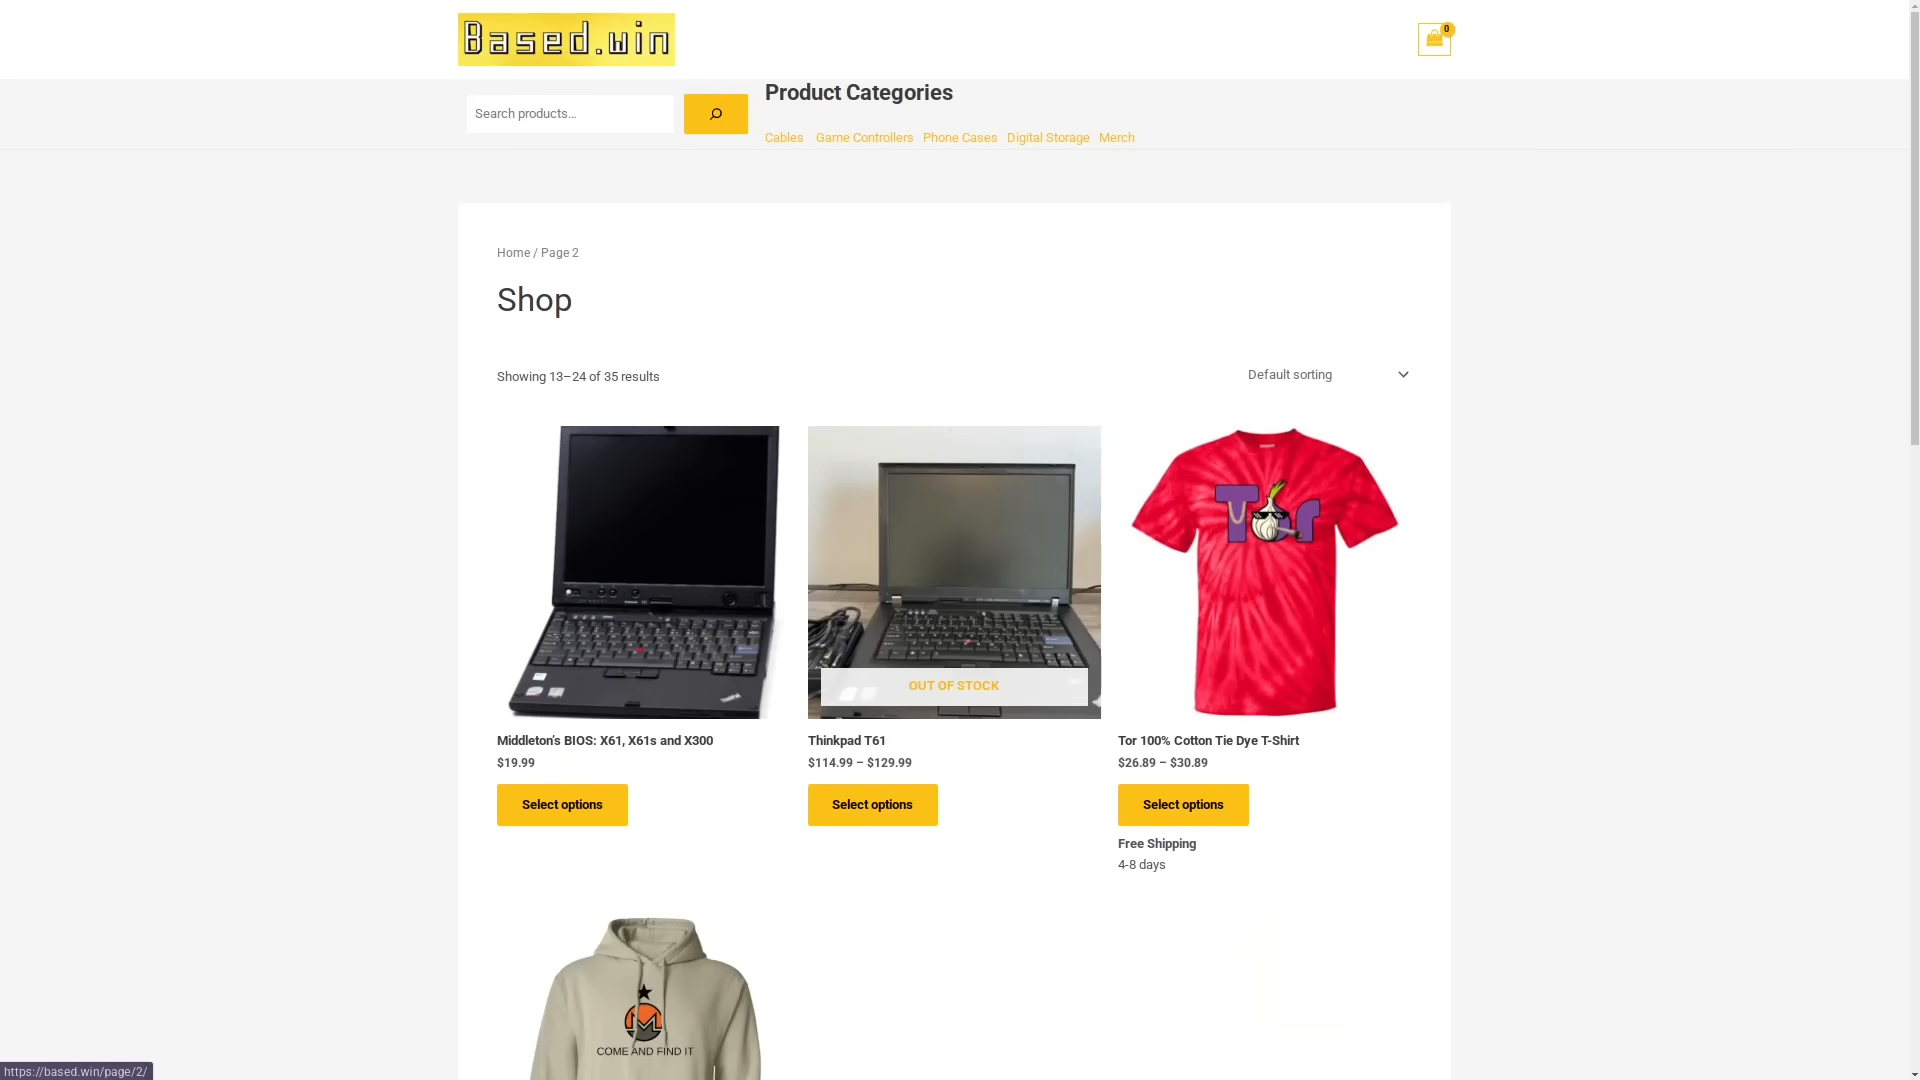 Based.win
0
Product Categories
Search products…
Cables Game Controllers Phone Cases Digital Storage Merch
Home / Page 2
Shop
Showing 13–24 of 35 results
Default sorting
Tor
OUT OF STOCK
Middleton’s BIOS: X61, X61s and X300
Thinkpad T61
Tor 100% Cotton Tie Dye T-Shirt
$19.99
$114.99 – $129.99
$26.89 – $30.89
Select options
Select options
Select options
Free Shipping
4-8 days
COME AND FIND IT
https://based.win/page/2/